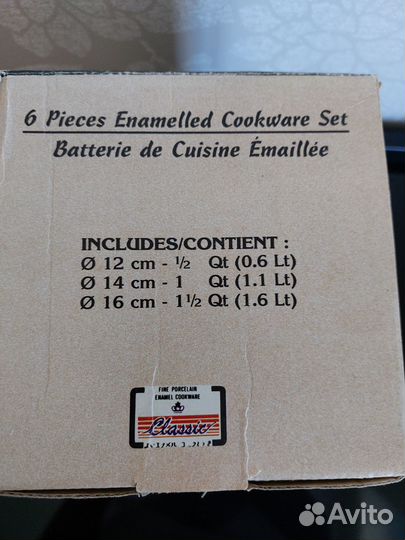 6 Pieces Enamelled Cookware Set
Batterie de Cuisine Émaillée
INCLUDES/CONTIENT :
Ø 12 cm - ½ Qt (0.6 Lt)
Ø 14 cm - 1 Qt (1.1 Lt)
Ø 16 cm - 1½ Qt (1.6 Lt)
FINE PORCELAIN
ENAMEL COOKWARE
Classic
Avito